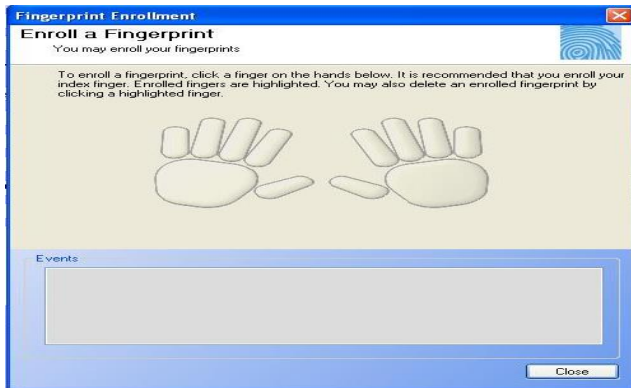 Fingerprint Enrollment
Enroll a Fingerprint
You may enroll your fingerprints
To enroll a fingerprint, click a finger on the hands below. It is recommended that you enroll your
index finger. Enrolled fingers are highlighted. You may also delete an enrolled fingerprint by
clicking a highlighted finger.
Events
Close